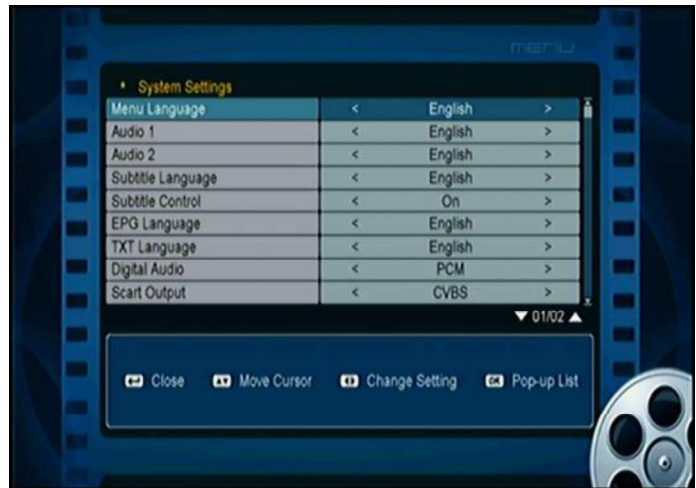 menu
System Settings
Menu Language < English >
Audio 1 < English >
Audio 2 < English >
Subtitle Language < English >
Subtitle Control < On >
EPG Language < English >
TXT Language < English >
Digital Audio < PCM >
Scart Output < CVBS >
▼ 01/02 ▲
Close Move Cursor Change Setting OK Pop-up List